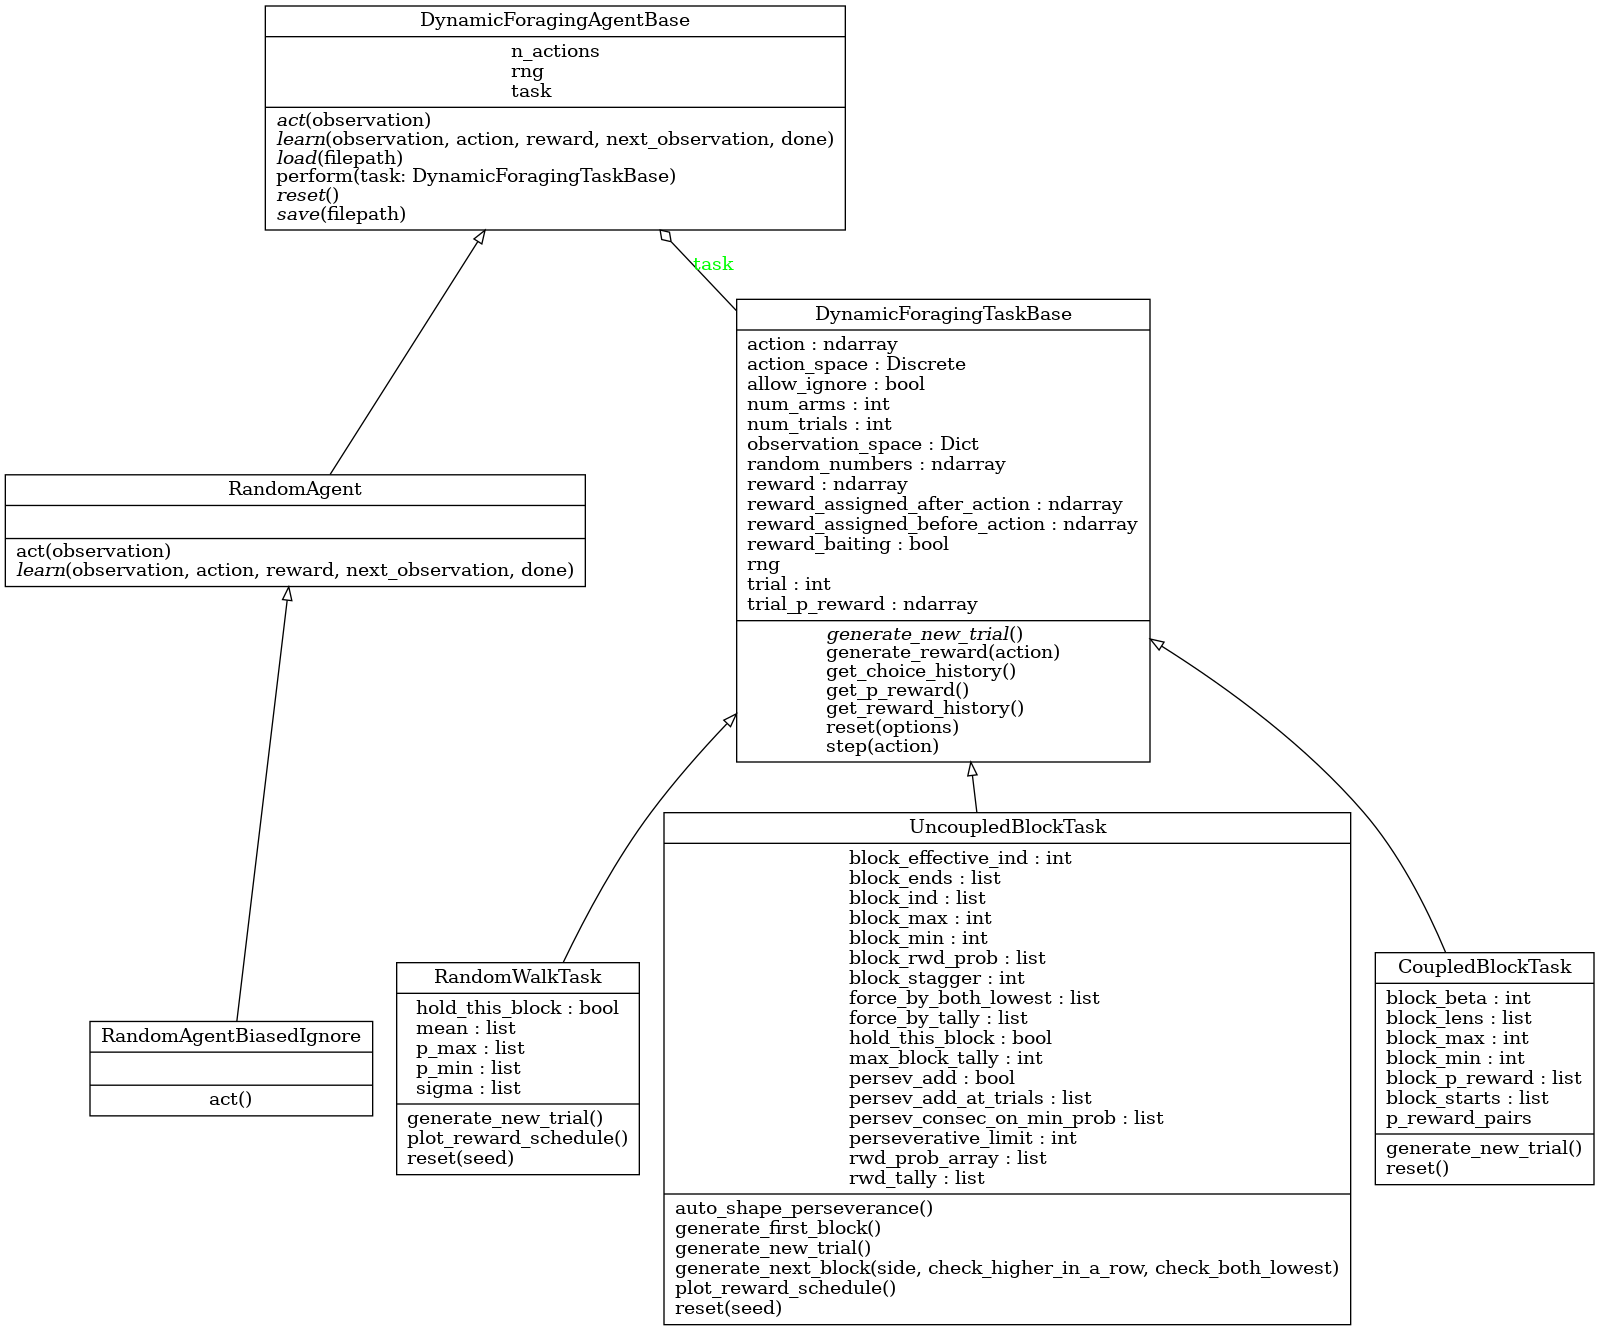 DynamicForagingAgentBase
n_actions
rng
task
act(observation)
learn(observation, action, reward, next_observation, done)
load(filepath)
perform(task: DynamicForagingTaskBase)
reset()
save(filepath)
task
DynamicForagingTaskBase
action : ndarray
action_space : Discrete
allow_ignore : bool
num_arms : int
num_trials : int
observation_space : Dict
random_numbers : ndarray
reward : ndarray
reward_assigned_after_action : ndarray
reward_assigned_before_action : ndarray
reward_baiting : bool
rng
trial : int
trial_p_reward : ndarray
generate_new_trial()
generate_reward(action)
get_choice_history()
get_p_reward()
get_reward_history()
reset(options)
step(action)
RandomAgent
act(observation)
learn(observation, action, reward, next_observation, done)
RandomAgentBiasedIgnore
act()
RandomWalkTask
hold_this_block : bool
mean : list
p_max : list
p_min : list
sigma : list
generate_new_trial()
plot_reward_schedule()
reset(seed)
UncoupledBlockTask
block_effective_ind : int
block_ends : list
block_ind : list
block_max : int
block_min : int
block_rwd_prob : list
block_stagger : int
force_by_both_lowest : list
force_by_tally : list
hold_this_block : bool
max_block_tally : int
persev_add : bool
persev_add_at_trials : list
persev_consec_on_min_prob : list
perseverative_limit : int
rwd_prob_array : list
rwd_tally : list
auto_shape_perseverance()
generate_first_block()
generate_new_trial()
generate_next_block(side, check_higher_in_a_row, check_both_lowest)
plot_reward_schedule()
reset(seed)
CoupledBlockTask
block_beta : int
block_lens : list
block_max : int
block_min : int
block_p_reward : list
block_starts : list
p_reward_pairs
generate_new_trial()
reset()